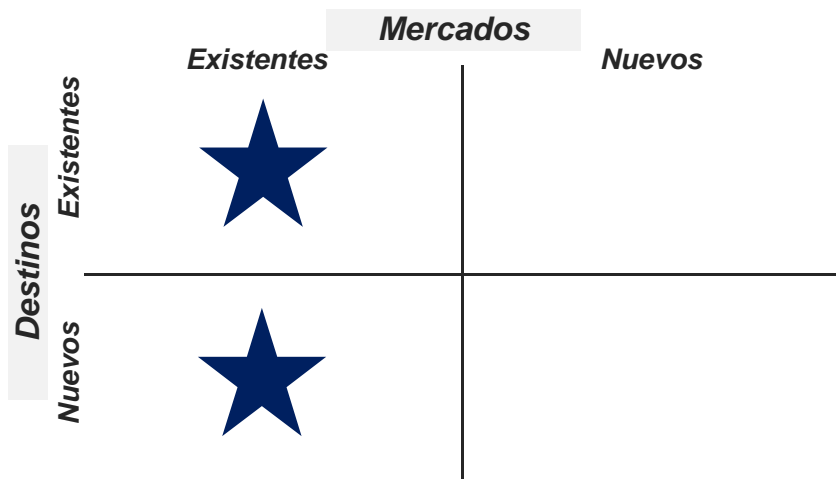 Mercados
Existentes
Nuevos
Destinos
Existentes
Nuevos